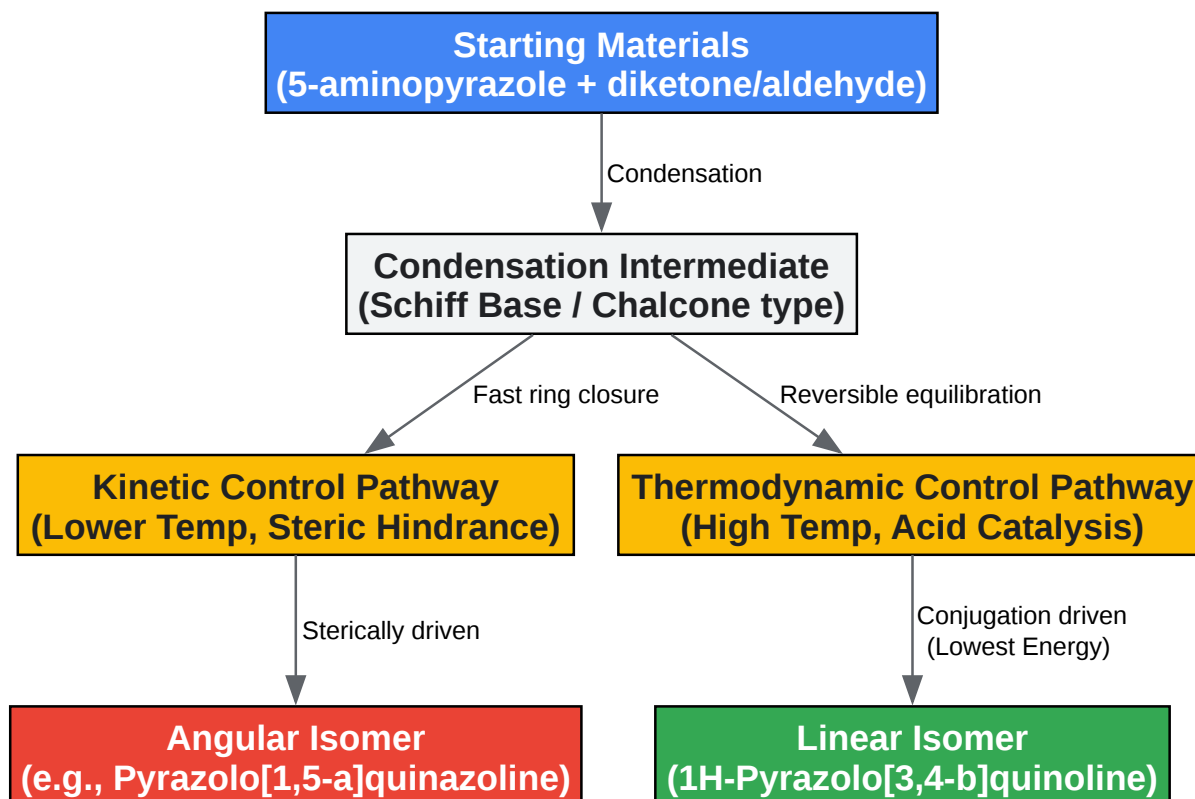 Starting Materials
(5-aminopyrazole + diketone/aldehyde)
Condensation
Condensation Intermediate
(Schiff Base / Chalcone type)
Fast ring closure
Reversible equilibration
Kinetic Control Pathway
(Lower Temp, Steric Hindrance)
Thermodynamic Control Pathway
(High Temp, Acid Catalysis)
Sterically driven
Conjugation driven
(Lowest Energy)
Angular Isomer
(e.g., Pyrazolo[1,5-a]quinazoline)
Linear Isomer
(1H-Pyrazolo[3,4-b]quinoline)